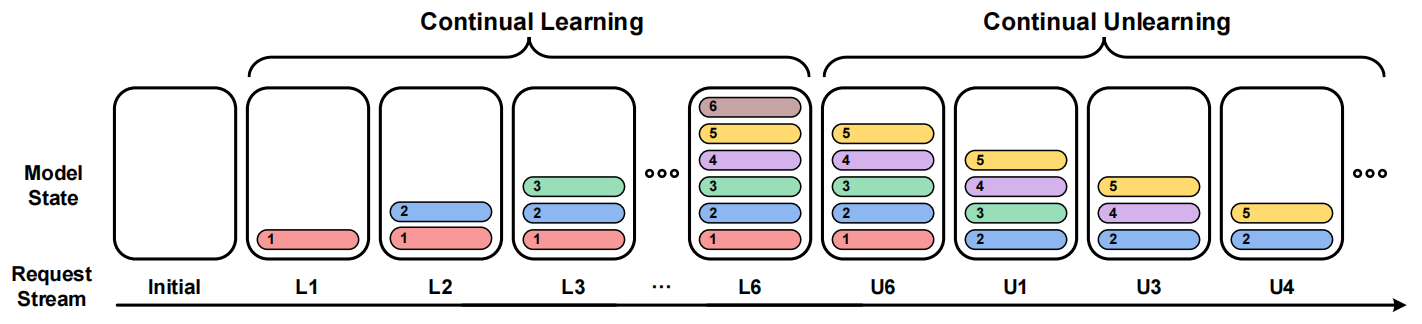 Continual Learning
Continual Unlearning
Model
State
1
2
1
3
2
1
6
5
4
3
2
1
5
4
3
2
1
5
4
3
2
5
4
2
5
2
Request
Stream
Initial
L1
L2
L3
...
L6
U6
U1
U3
U4